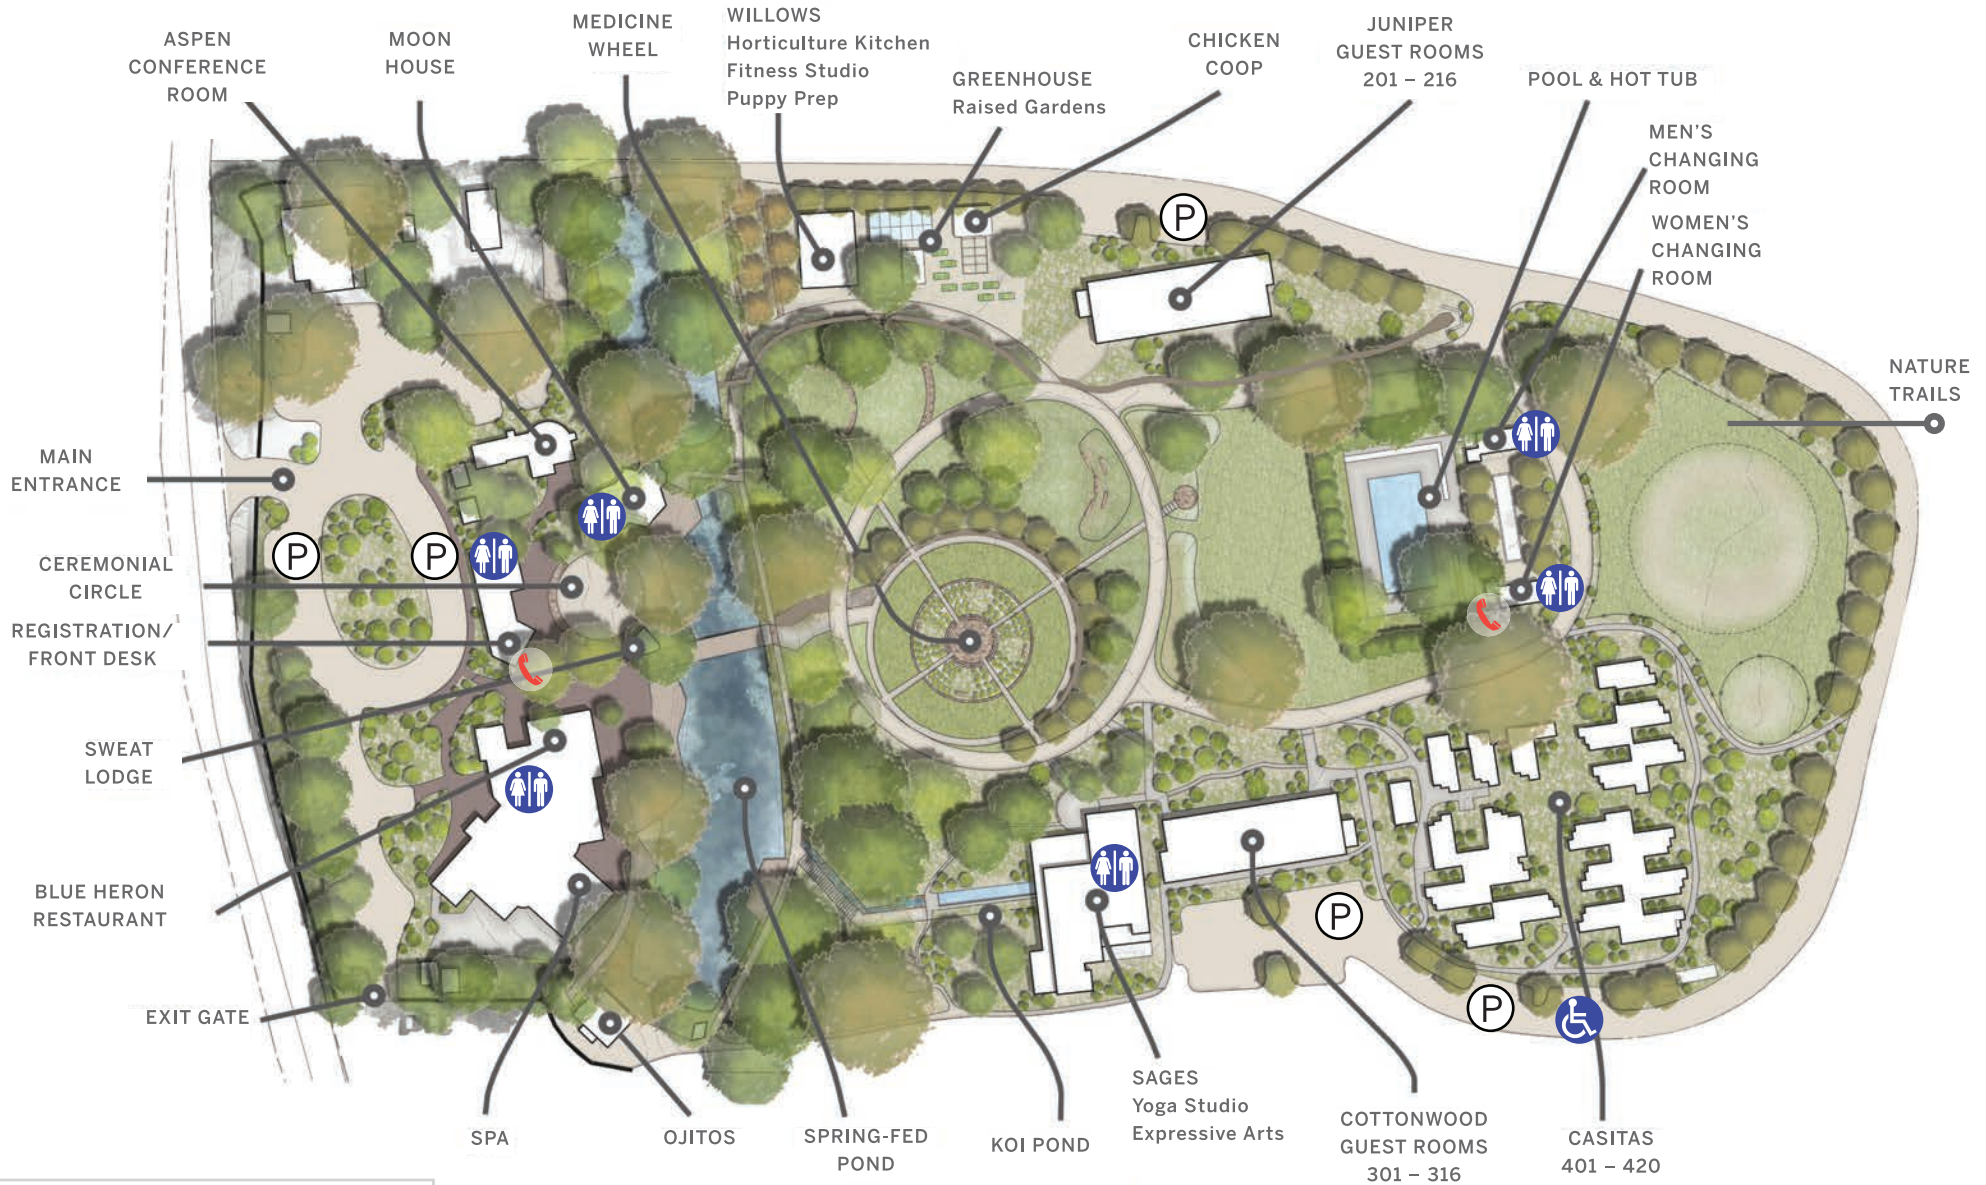 ASPEN
CONFERENCE
ROOM
MOON
HOUSE
MEDICINE
WHEEL
WILLOWS
Horticulture Kitchen
Fitness Studio
Puppy Prep
GREENHOUSE
Raised Gardens
CHICKEN
COOP
JUNIPER
GUEST ROOMS
201 – 216
POOL & HOT TUB
MEN'S
CHANGING
ROOM
WOMEN'S
CHANGING
ROOM
NATURE
TRAILS
P
MAIN
ENTRANCE
P
P
CEREMONIAL
CIRCLE
REGISTRATION/
FRONT DESK
SWEAT
LODGE
BLUE HERON
RESTAURANT
P
P
EXIT GATE
SPA
OJITOS
SPRING-FED
POND
KOI POND
SAGES
Yoga Studio
Expressive Arts
COTTONWOOD
GUEST ROOMS
301 – 316
CASITAS
401 – 420